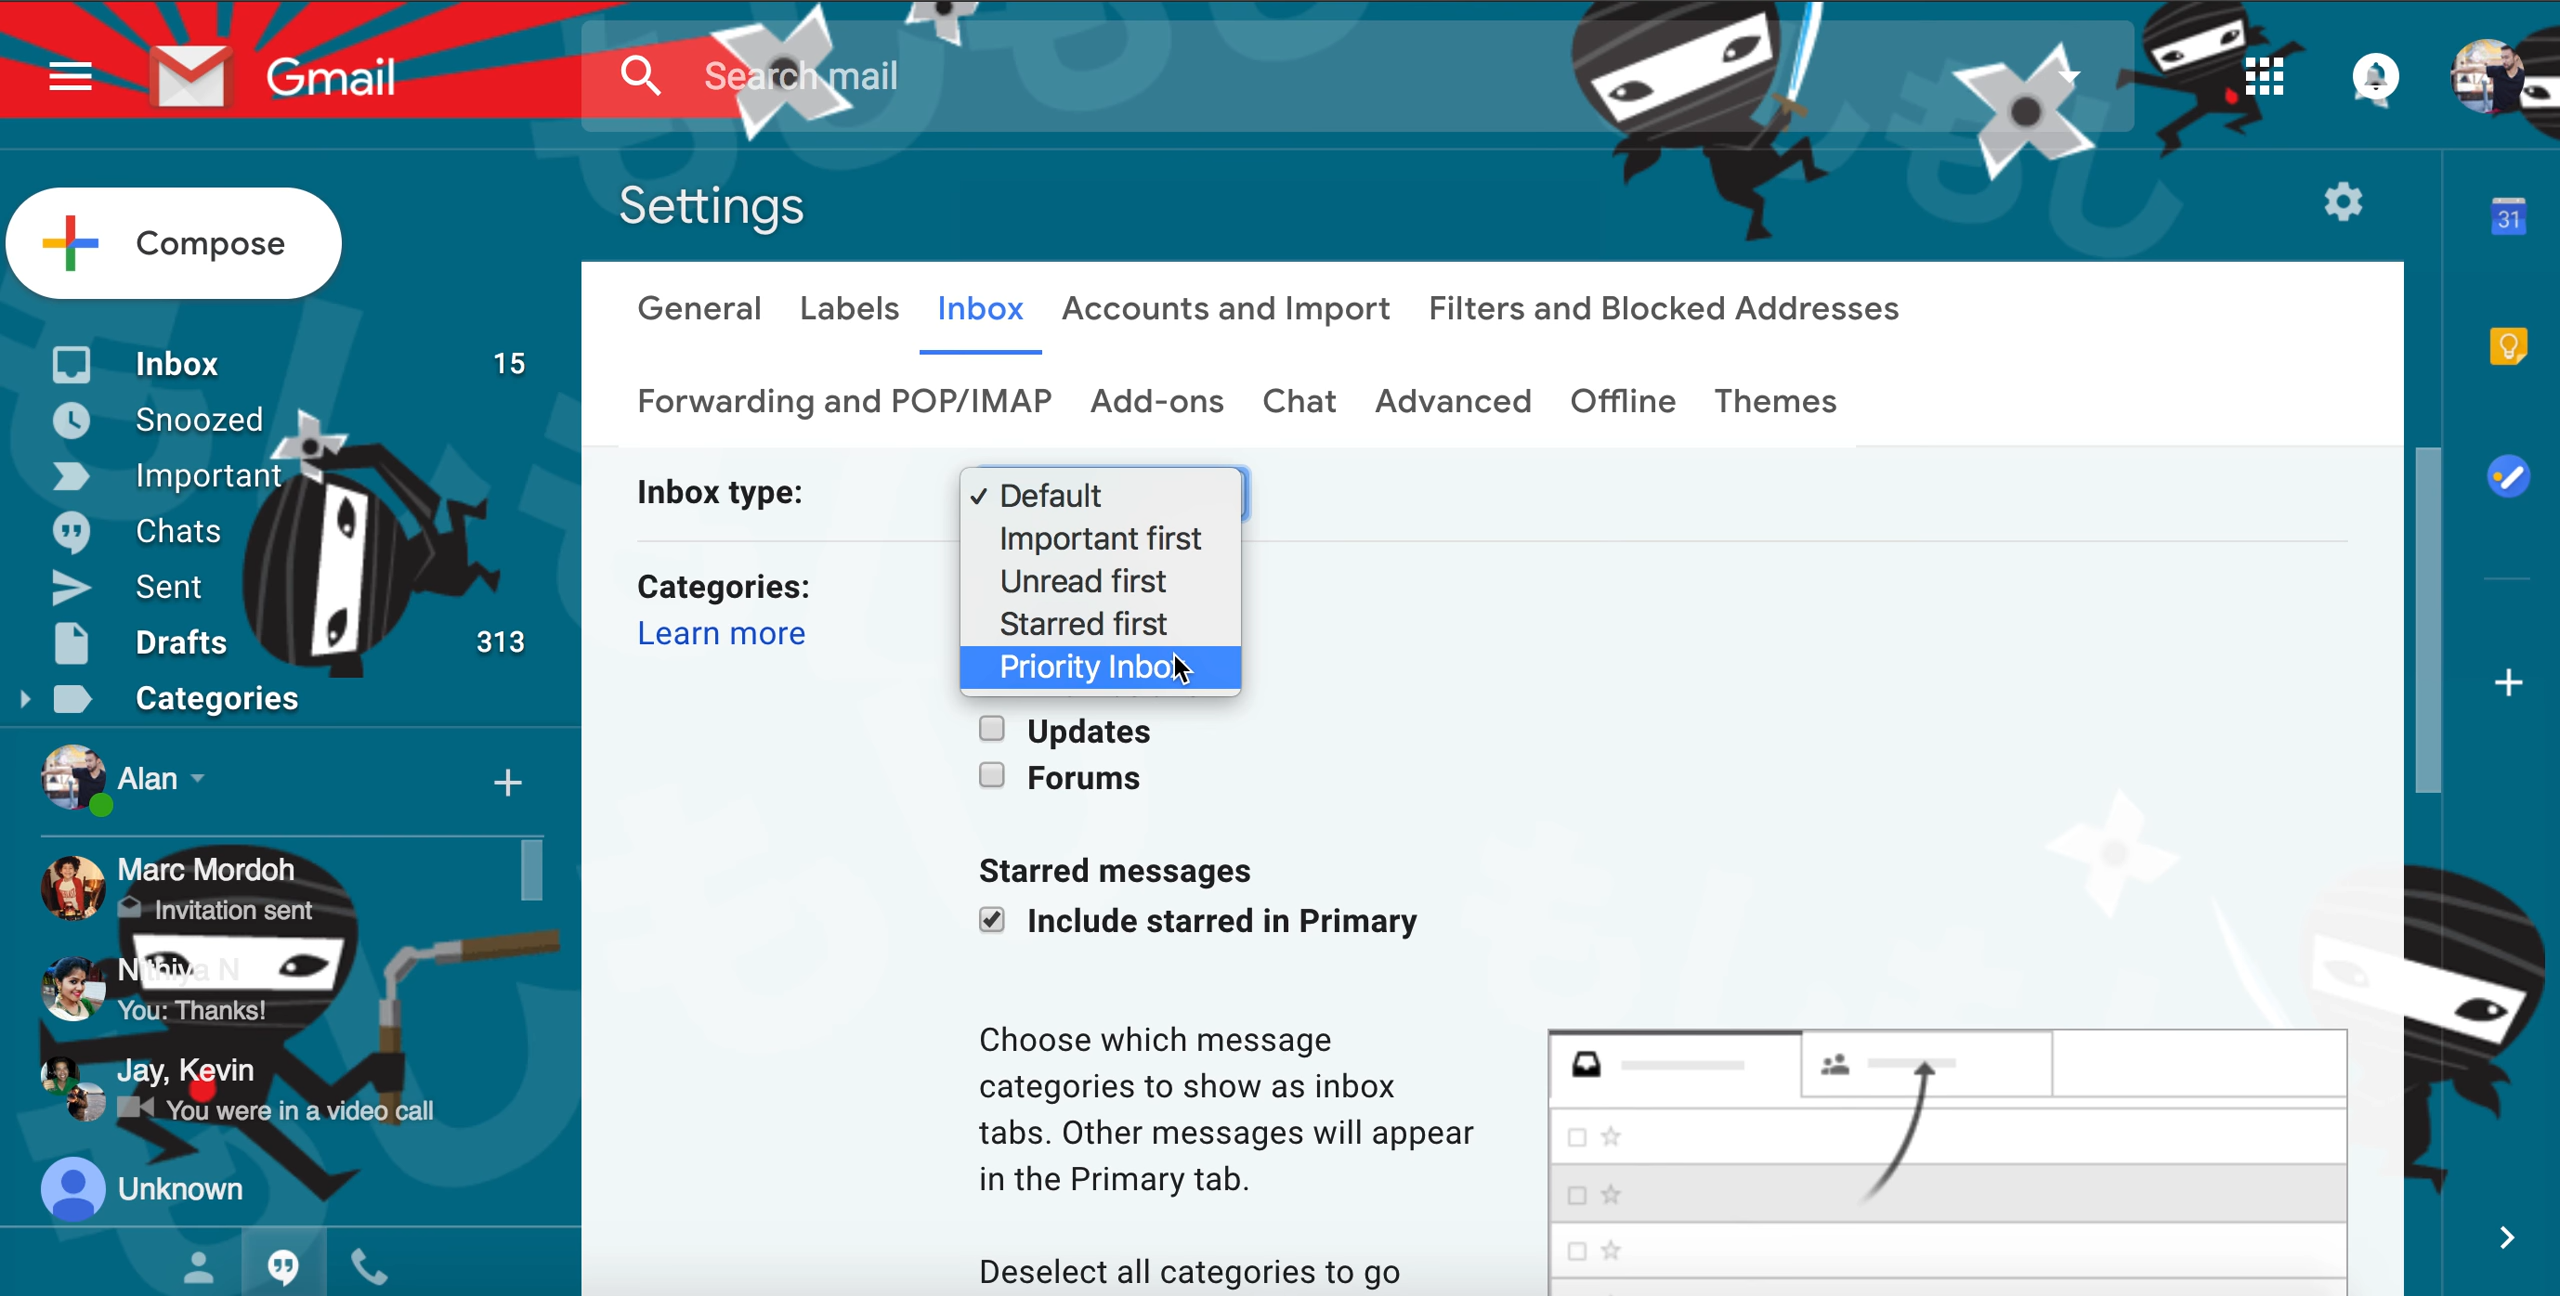 Gmail
Search mail
Compose
Settings
31
General Labels Inbox Accounts and Import Filters and Blocked Addresses
Forwarding and POP/IMAP Add-ons Chat Advanced Offline Themes
Inbox 15
Snoozed
Important
Chats
Sent
Drafts 313
Categories
Alan
Marc Mordoh
Invitation sent
Nithiya N
You: Thanks!
Jay, Kevin
You were in a video call
Unknown
Inbox type:
✓ Default
Important first
Unread first
Starred first
Priority Inbox
Categories:
Learn more
Updates
Forums
Starred messages
Include starred in Primary
Choose which message
categories to show as inbox
tabs. Other messages will appear
in the Primary tab.
Deselect all categories to go